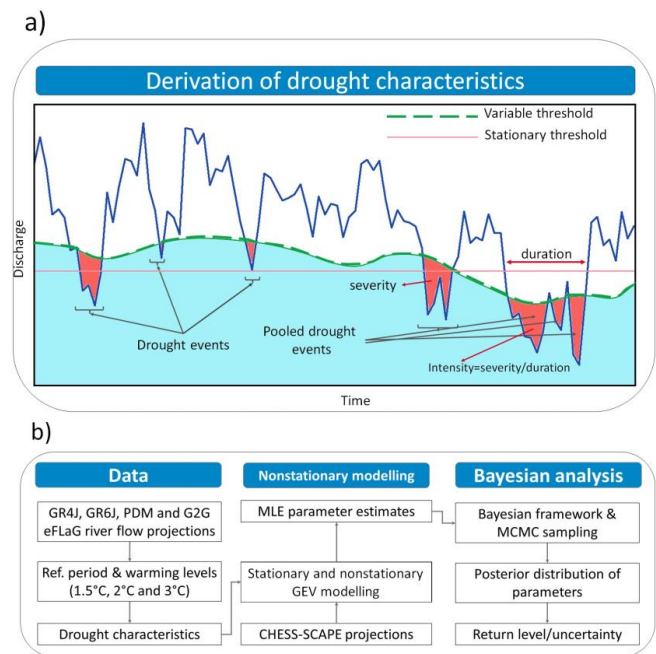 a)
Derivation of drought characteristics
Variable threshold
Stationary threshold
Discharge
duration
severity
Drought events
Pooled drought
events
Intensity=severity/duration
Time
b)
Data
Nonstationary modelling
Bayesian analysis
GR4J, GR6J, PDM and G2G
eFLaG river flow projections
MLE parameter estimates
Bayesian framework &
MCMC sampling
Ref. period & warming levels
(1.5°C, 2°C and 3°C)
Stationary and nonstationary
GEV modelling
Posterior distribution of
parameters
Drought characteristics
CHESS-SCAPE projections
Return level/uncertainty